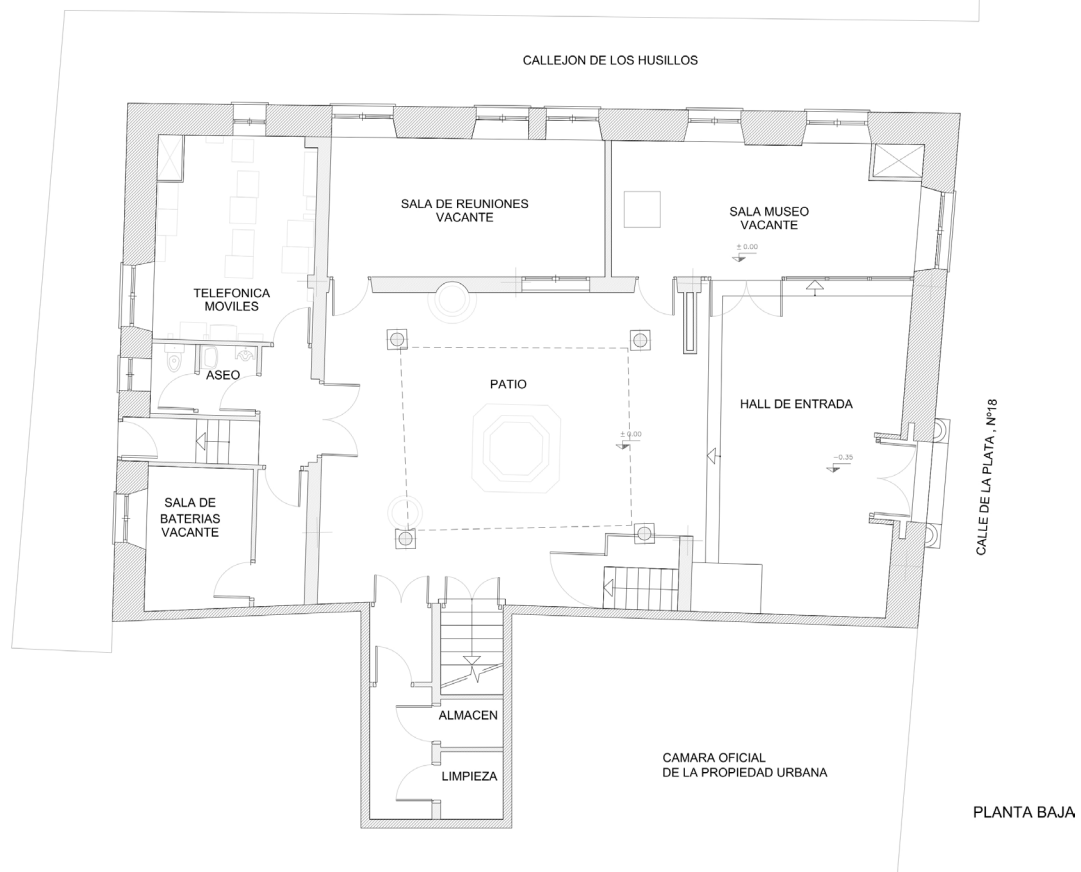 CALLEJON DE LOS HUSILLOS
SALA DE REUNIONES
VACANTE
SALA MUSEO
VACANTE
± 0.00
TELEFONICA
MOVILES
ASEO
PATIO
HALL DE ENTRADA
± 0.00
-0.35
CALLE DE LA PLATA , Nº18
SALA DE
BATERIAS
VACANTE
ALMACEN
LIMPIEZA
CAMARA OFICIAL
DE LA PROPIEDAD URBANA
PLANTA BAJA